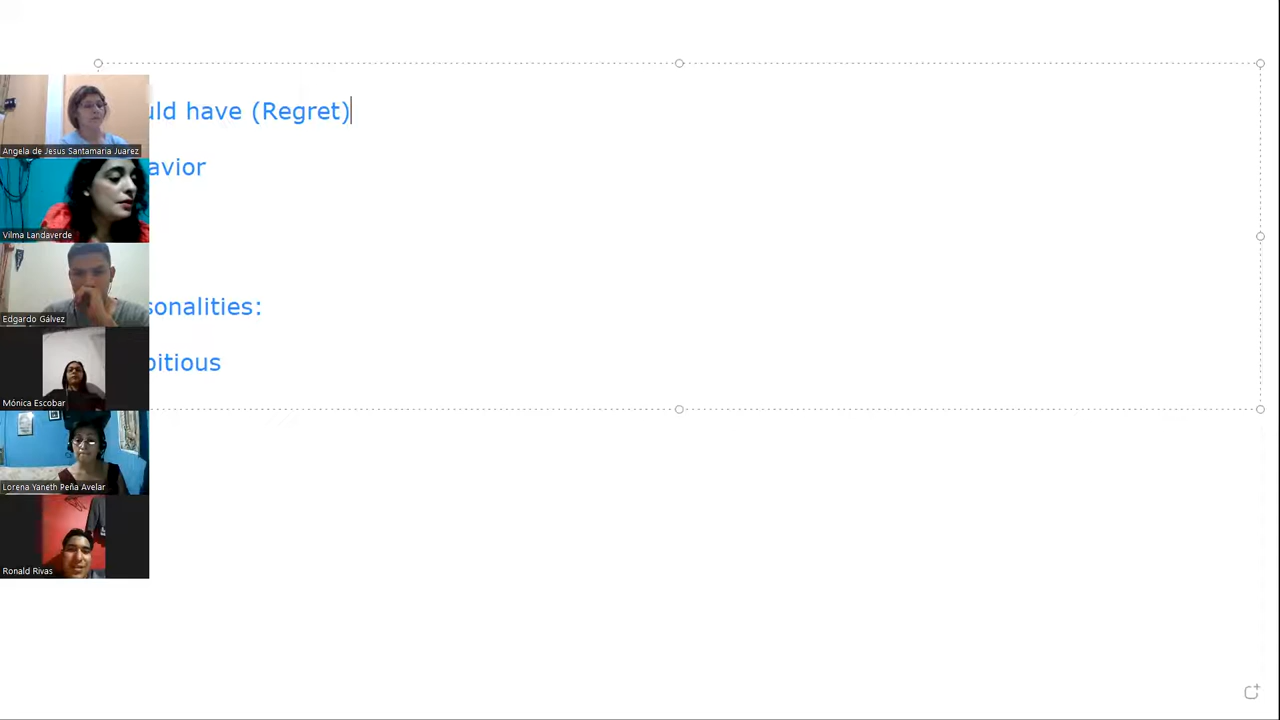 uld have (Regret)
Angela de Jesus Santamaria Juarez
avior
Vilma Landaverde
sonalities:
Edgardo Gálvez
bitious
Mónica Escobar
Lorena Yaneth Peña Avelar
Ronald Rivas